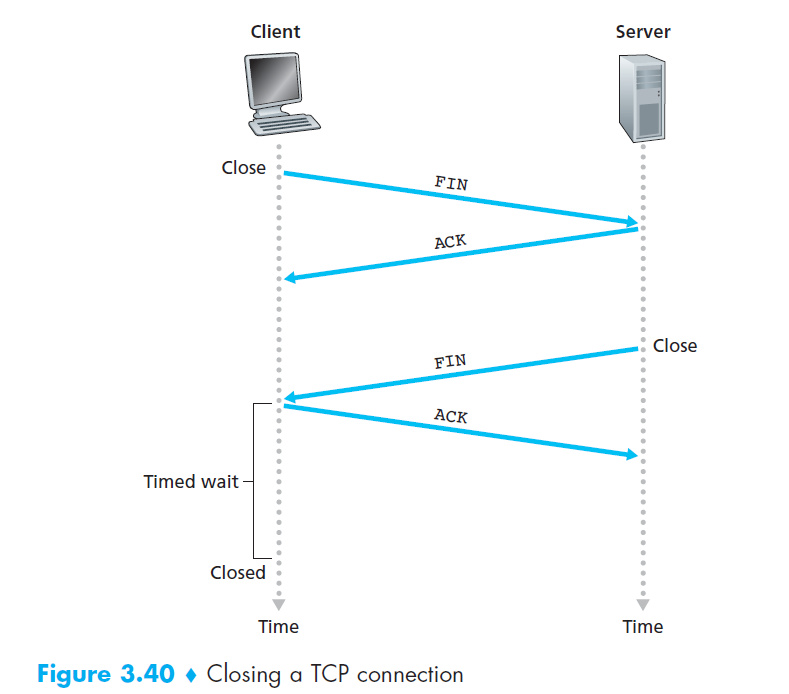 Client Server
Close
FIN
ACK
Close
FIN
ACK
Timed wait
Closed
Time Time
Figure 3.40 ♦ Closing a TCP connection